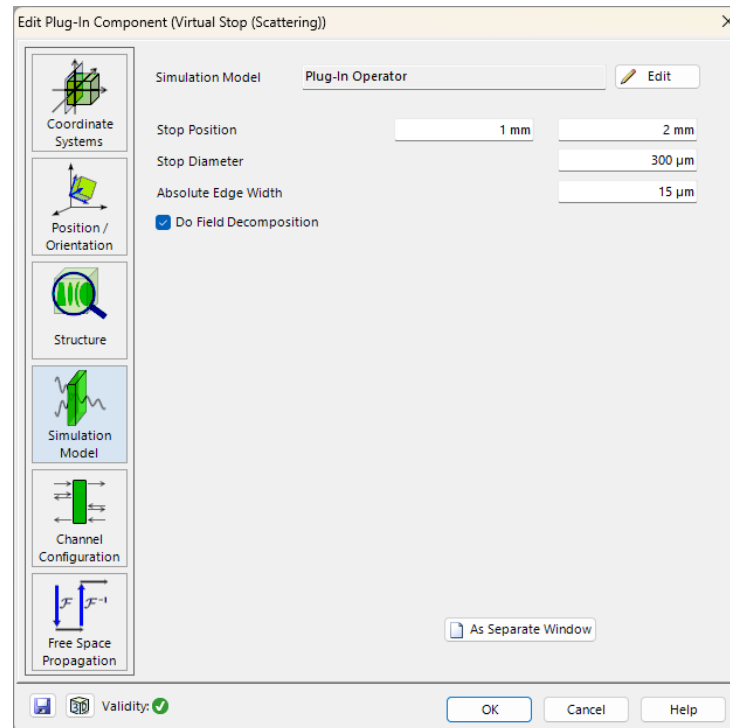 Edit Plug-In Component (Virtual Stop (Scattering))
Coordinate
Systems
Position /
Orientation
Structure
Simulation
Model
Channel
Configuration
ℱ ℱ⁻¹
Free Space
Propagation
Simulation Model Plug-In Operator Edit
Stop Position 1 mm 2 mm
Stop Diameter 300 µm
Absolute Edge Width 15 µm
Do Field Decomposition
As Separate Window
3D Validity: OK Cancel Help